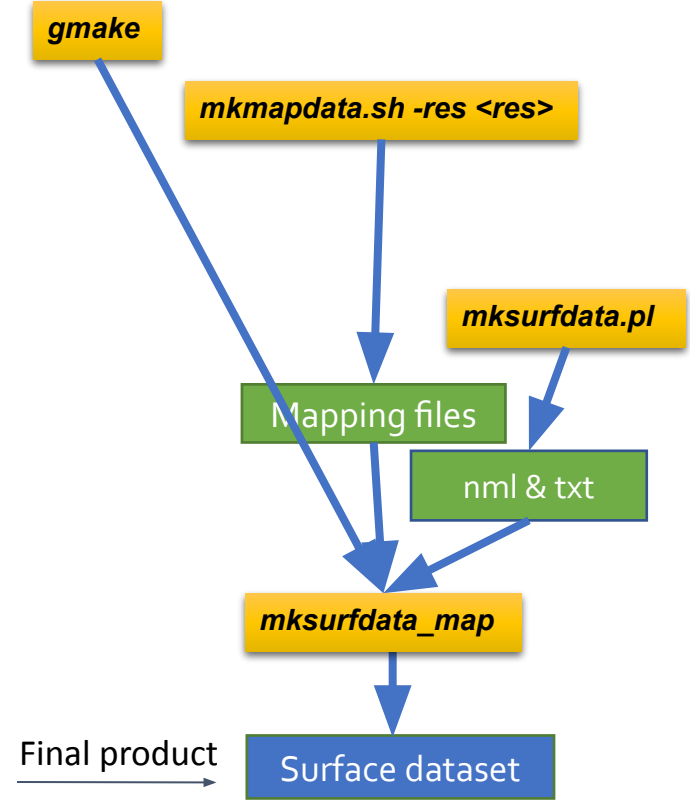 gmake
mkmapdata.sh -res <res>
mksurfdata.pl
Mapping files
nml & txt
mksurfdata_map
Final product
Surface dataset